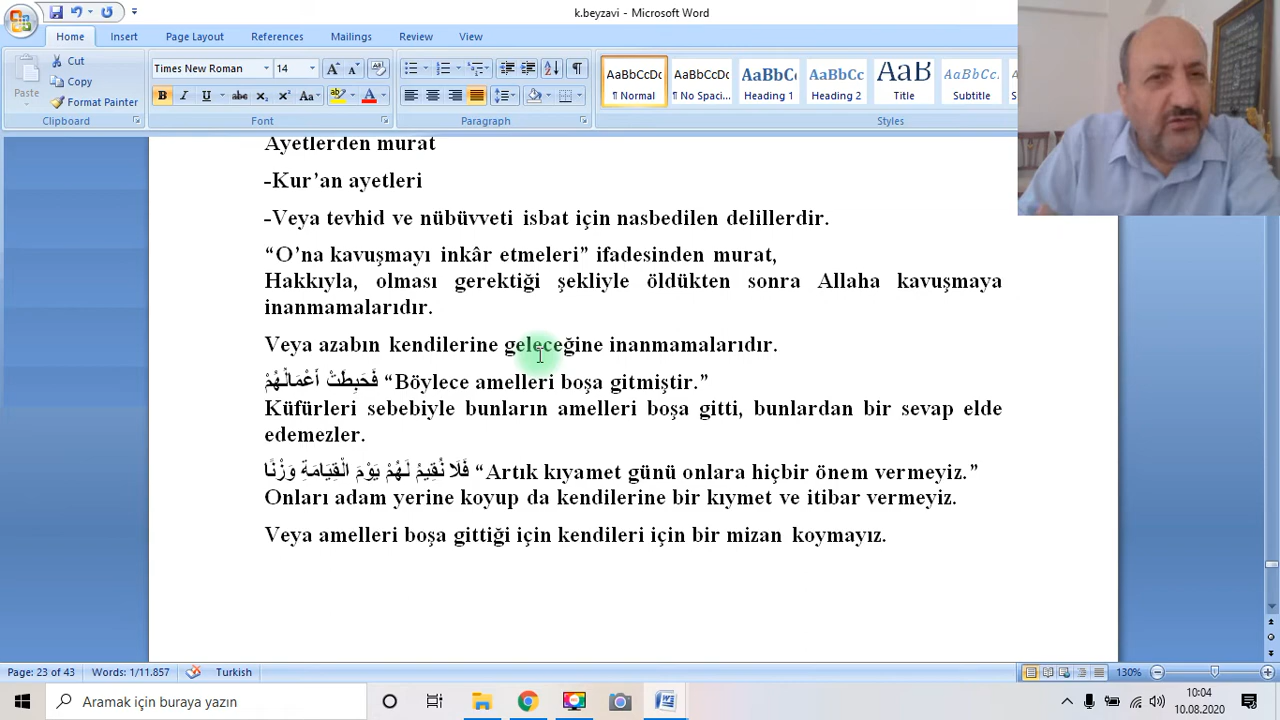 k.beyzavi - Microsoft Word
Home Insert Page Layout References Mailings Review View
Paste
Cut
Copy
Format Painter
Clipboard
Times New Roman 14
Font
Paragraph
AaBbCcDc AaBbCcDc AaBbCc AaBbCc AaB AaBbCc.
¶ Normal ¶ No Spaci... Heading 1 Heading 2 Title Subtitle
Styles
Ayetlerden murat
-Kur’an ayetleri
-Veya tevhid ve nübüvveti isbat için nasbedilen delillerdir.
“O’na kavuşmayı inkâr etmeleri” ifadesinden murat,
Hakkıyla, olması gerektiği şekliyle öldükten sonra Allaha kavuşmaya
inanmamalarıdır.
Veya azabın kendilerine geleceğine inanmamalarıdır.
فَحَبِطَتْ أَعْمَالُهُمْ “Böylece amelleri boşa gitmiştir.”
Küfürleri sebebiyle bunların amelleri boşa gitti, bunlardan bir sevap elde
edemezler.
فَلَا نُقِيمُ لَهُمْ يَوْمَ الْقِيَامَةِ وَزْنًا “Artık kıyamet günü onlara hiçbir önem vermeyiz.”
Onları adam yerine koyup da kendilerine bir kıymet ve itibar vermeyiz.
Veya amelleri boşa gittiği için kendileri için bir mizan koymayız.
Page: 23 of 43 Words: 1/11.857 Turkish 130%
Aramak için buraya yazın
10:04
10.08.2020